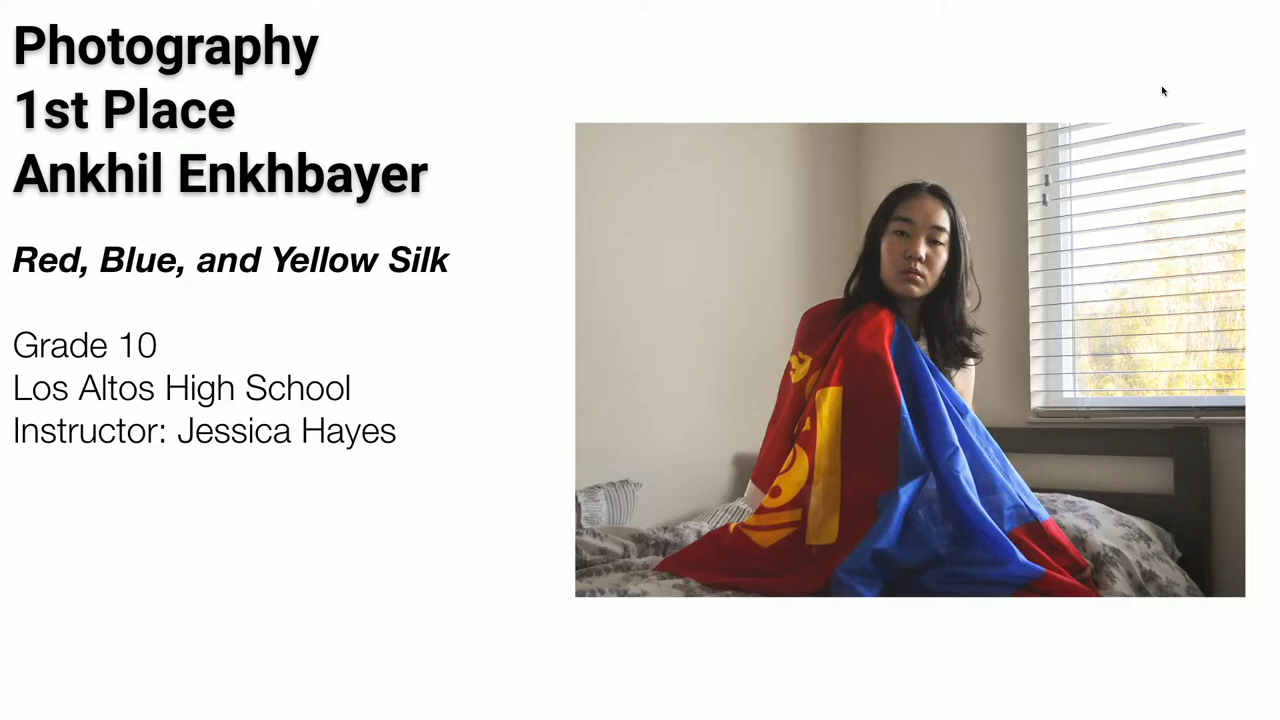 Photography
1st Place
Ankhil Enkhbayer
Red, Blue, and Yellow Silk
Grade 10
Los Altos High School
Instructor: Jessica Hayes